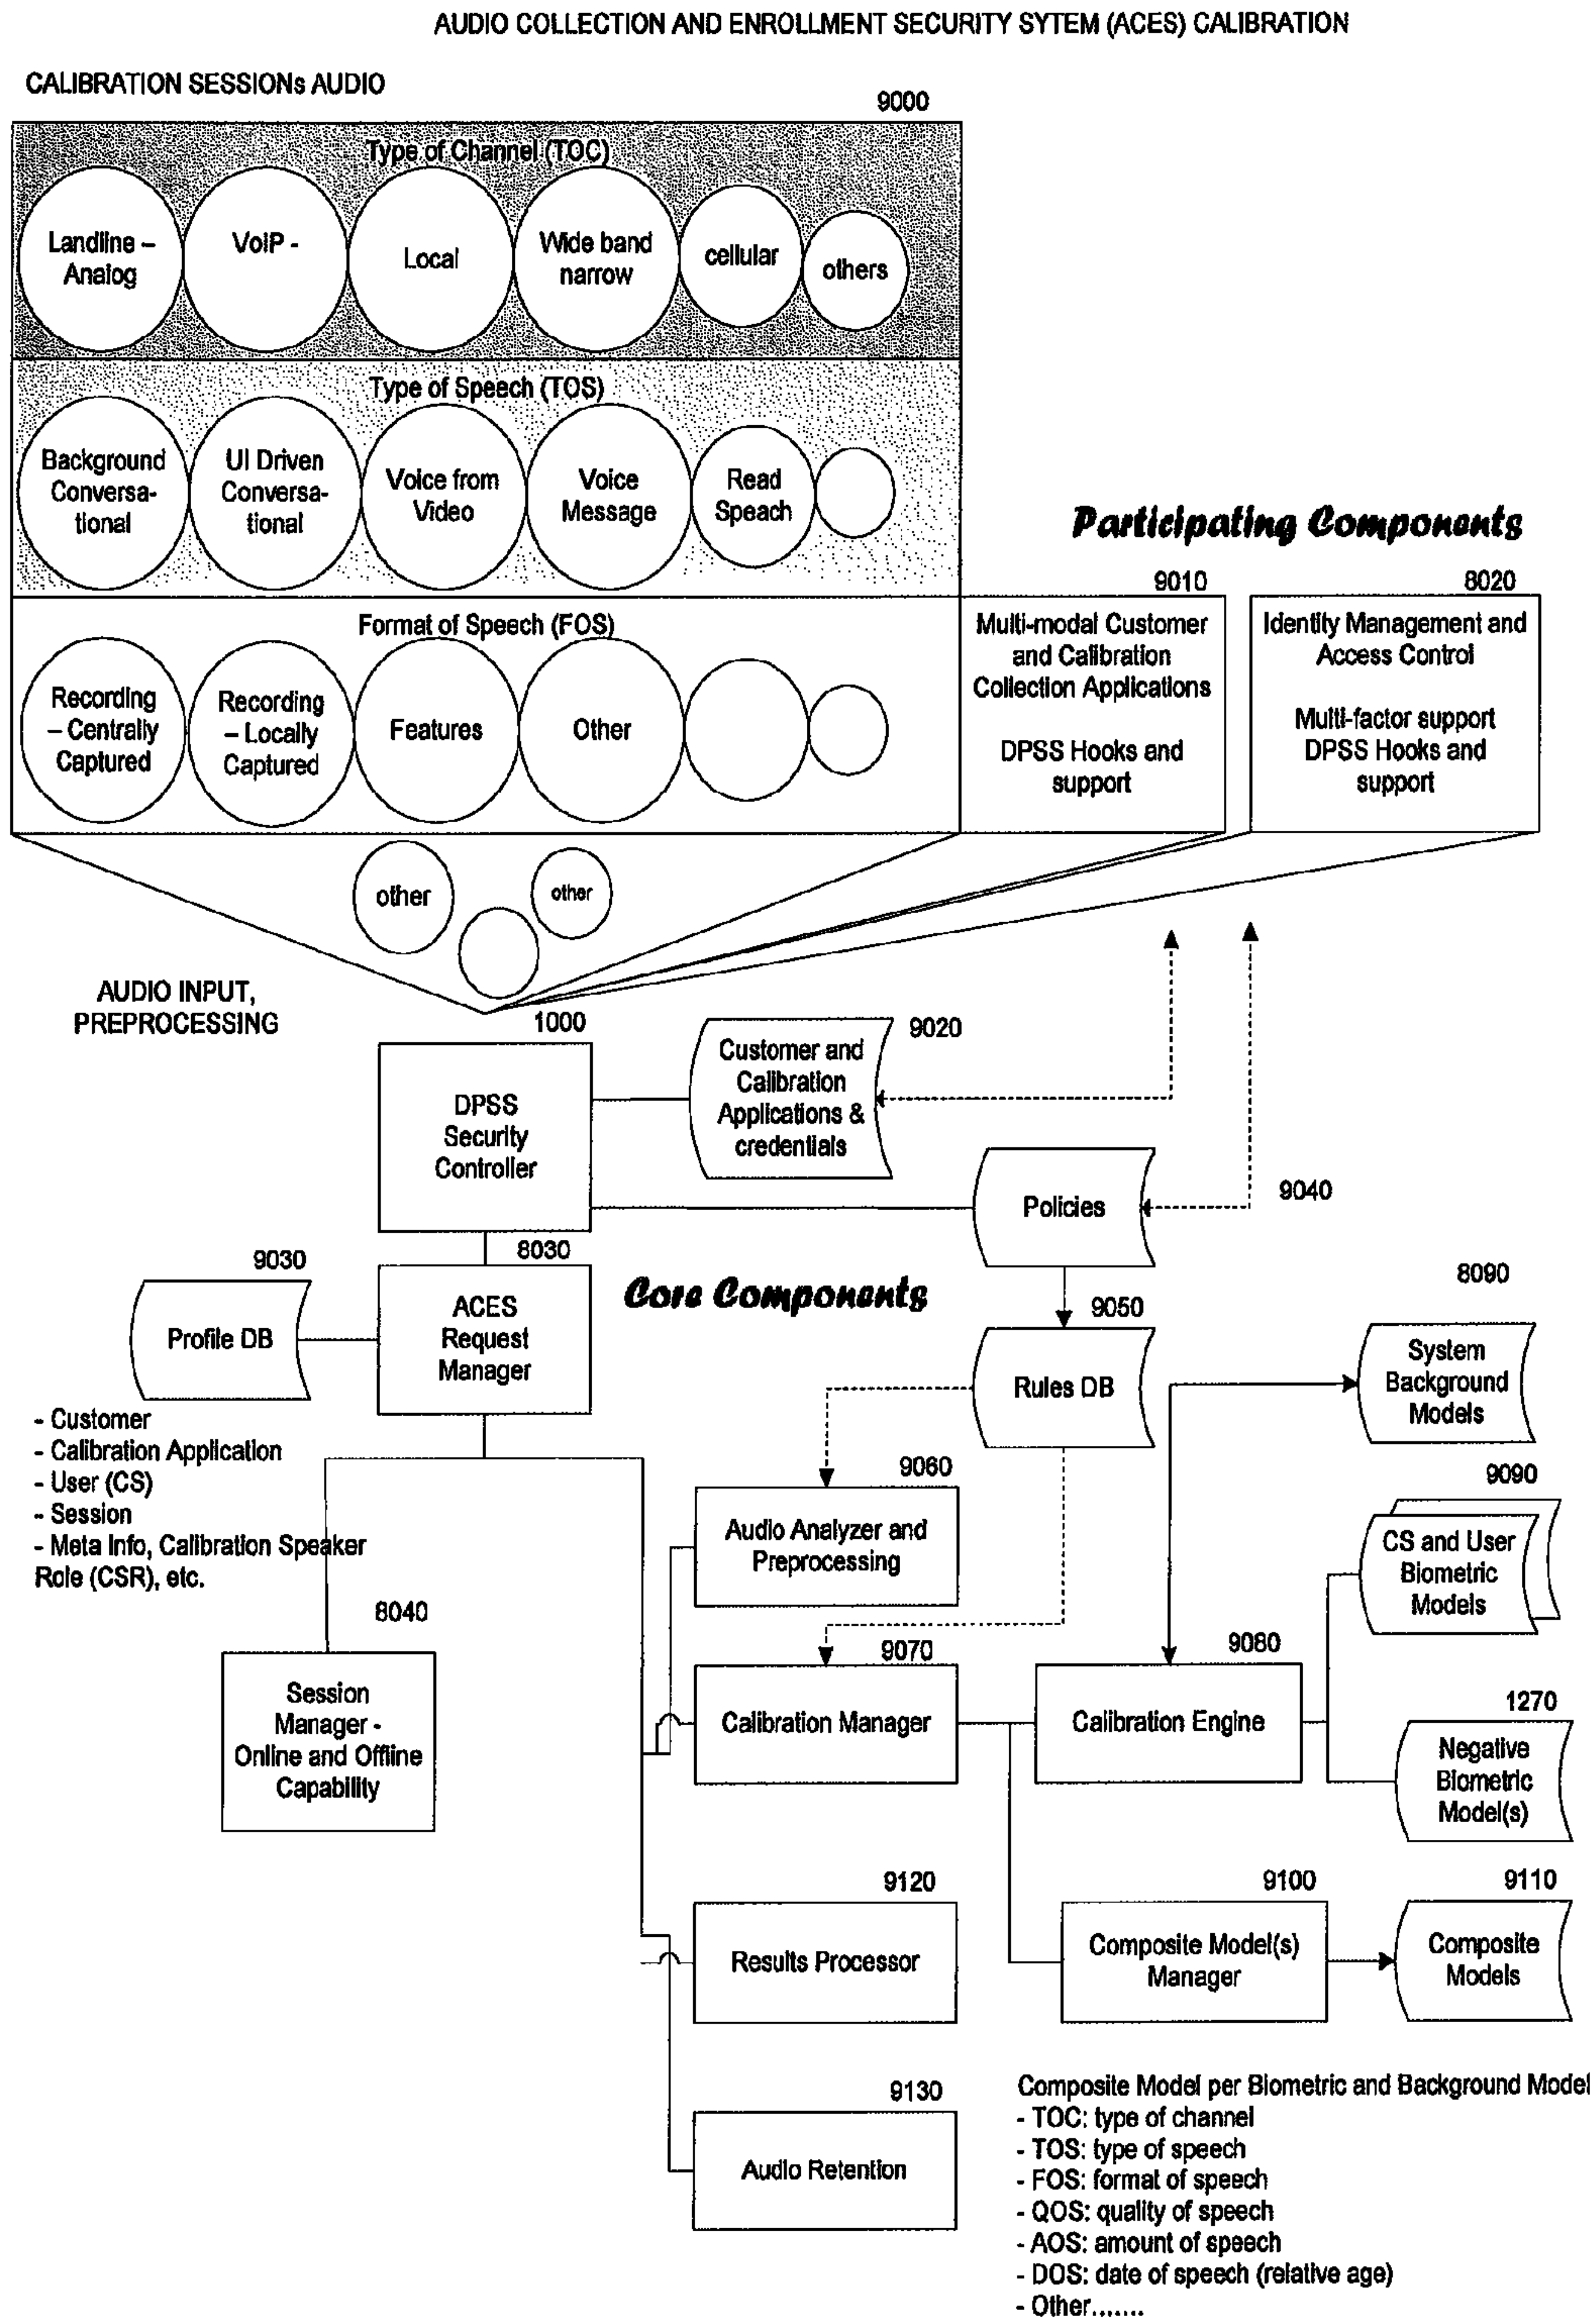 AUDIO COLLECTION AND ENROLLMENT SECURITY SYTEM (ACES) CALIBRATION
CALIBRATION SESSIONs AUDIO
9000
Type of Channel (TOC)
Landline –
Analog
VoIP -
Local
Wide band
narrow
cellular
others
Type of Speech (TOS)
Background
Conversa-
tional
UI Driven
Conversa-
tional
Voice from
Video
Voice
Message
Read
Speach
Format of Speech (FOS)
Recording
– Centrally
Captured
Recording
– Locally
Captured
Features
Other
Participating Components
9010
Multi-modal Customer
and Calibration
Collection Applications
DPSS Hooks and
support
8020
Identity Management and
Access Control
Multi-factor support
DPSS Hooks and
support
other
other
AUDIO INPUT,
PREPROCESSING
1000
DPSS
Security
Controller
9020
Customer and
Calibration
Applications &
credentials
Policies
9040
8030
ACES
Request
Manager
9030
Profile DB
- Customer
- Calibration Application
- User (CS)
- Session
- Meta Info, Calibration Speaker
Role (CSR), etc.
Core Components
9050
Rules DB
8090
System
Background
Models
9060
Audio Analyzer and
Preprocessing
9090
CS and User
Biometric
Models
8040
Session
Manager -
Online and Offline
Capability
9070
Calibration Manager
9080
Calibration Engine
1270
Negative
Biometric
Model(s)
9120
Results Processor
9100
Composite Model(s)
Manager
9110
Composite
Models
9130
Audio Retention
Composite Model per Biometric and Background Model
- TOC: type of channel
- TOS: type of speech
- FOS: format of speech
- QOS: quality of speech
- AOS: amount of speech
- DOS: date of speech (relative age)
- Other.......